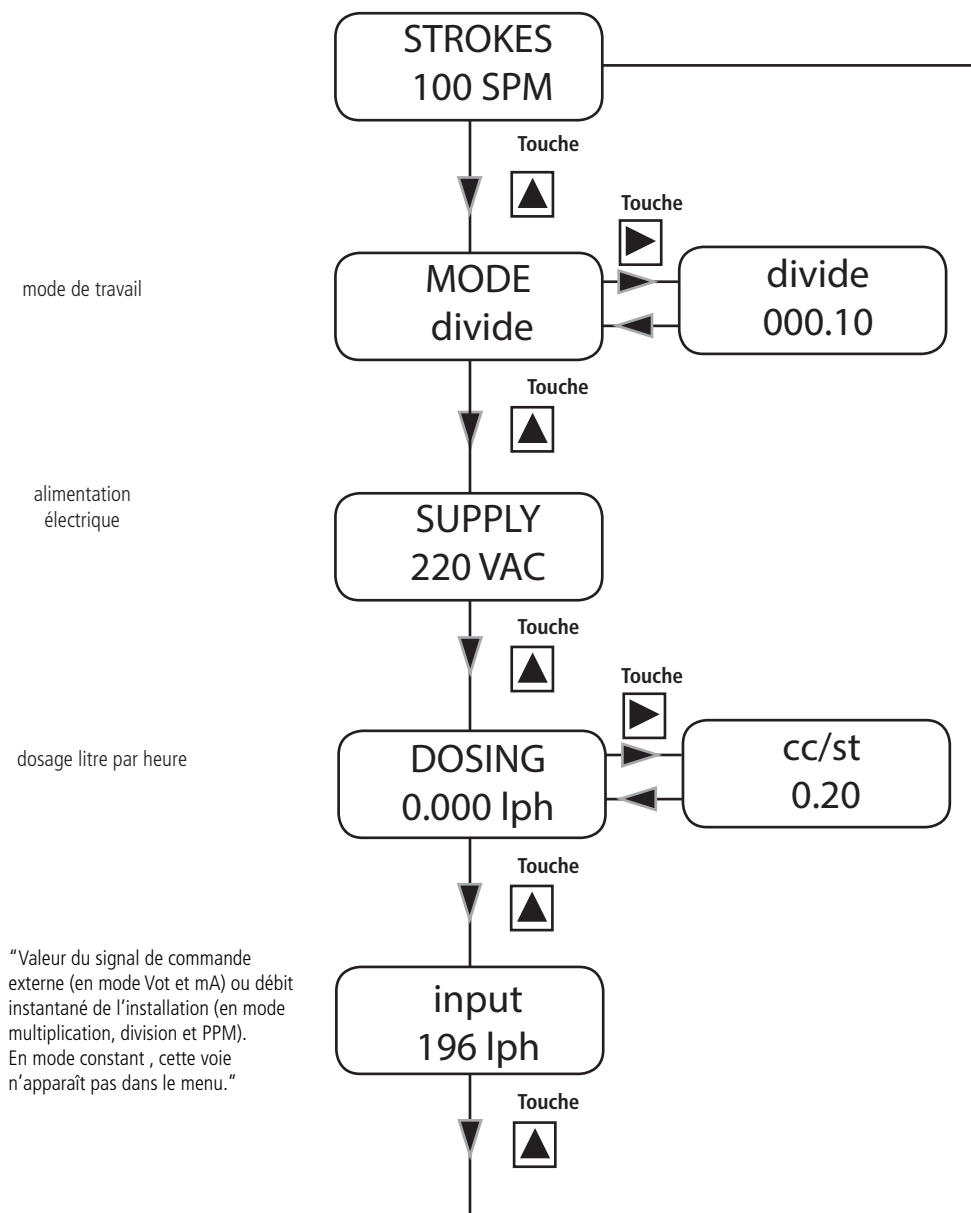 STROKES
100 SPM
Touche
Touche
mode de travail
MODE
divide
divide
000.10
Touche
alimentation
électrique
SUPPLY
220 VAC
Touche
Touche
dosage litre par heure
DOSING
0.000 lph
cc/st
0.20
Touche
"Valeur du signal de commande
externe (en mode Vot et mA) ou débit
instantané de l'installation (en mode
multiplication, division et PPM).
En mode constant , cette voie
n'apparaît pas dans le menu."
input
196 lph
Touche